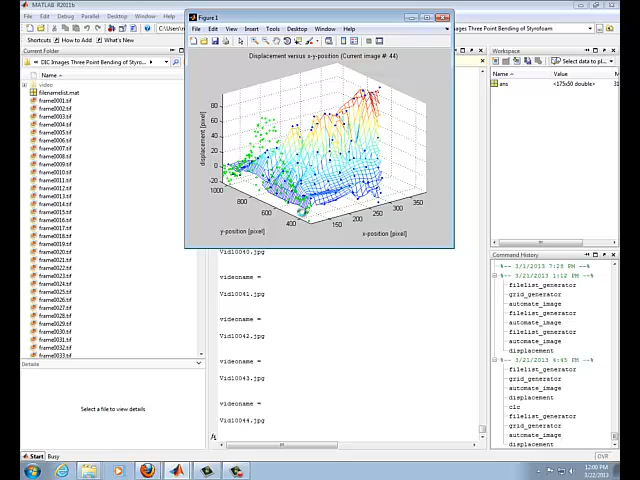 MATLAB R2011b
File Edit Debug Parallel Desktop Window
Shortcuts How to Add What's New
Current Folder
DIC Images Three Point Bending of Styrofoam...
Name
video
filenamelist.mat
frame0001.tif
frame0002.tif
frame0003.tif
frame0004.tif
frame0005.tif
frame0006.tif
frame0007.tif
frame0008.tif
frame0009.tif
frame0010.tif
frame0011.tif
frame0012.tif
frame0013.tif
frame0014.tif
frame0015.tif
frame0016.tif
frame0017.tif
frame0018.tif
frame0019.tif
frame0020.tif
frame0021.tif
frame0022.tif
frame0023.tif
frame0024.tif
frame0025.tif
frame0026.tif
frame0027.tif
frame0028.tif
frame0029.tif
frame0030.tif
frame0031.tif
frame0032.tif
frame0033.tif
Details
Select a file to view details
Start Busy
Figure 1
File Edit View Insert Tools Desktop Window Help
Displacement versus x-y-position (Current image #: 44)
displacement [pixel]
80
60
40
20
0
-20
1000
800
600
400
y-position [pixel]
150
200
250
300
350
x-position [pixel]
Vid10040.jpg
videoname =
Vid10041.jpg
videoname =
Vid10042.jpg
videoname =
Vid10043.jpg
videoname =
Vid10044.jpg
fx
Images Three Point Bending of Styrofoam
Workspace
Select data to pl...
Name Value
ans <175x50 double>
Command History
%-- 3/1/2013 7:28 PM --%
%-- 3/21/2013 1:12 PM --%
filelist_generator
grid_generator
automate_image
filelist_generator
automate_image
displacement
%-- 3/21/2013 6:45 PM --%
filelist_generator
grid_generator
automate_image
displacement
clc
filelist_generator
grid_generator
automate_image
displacement
OVR
12:00 PM
3/22/2013